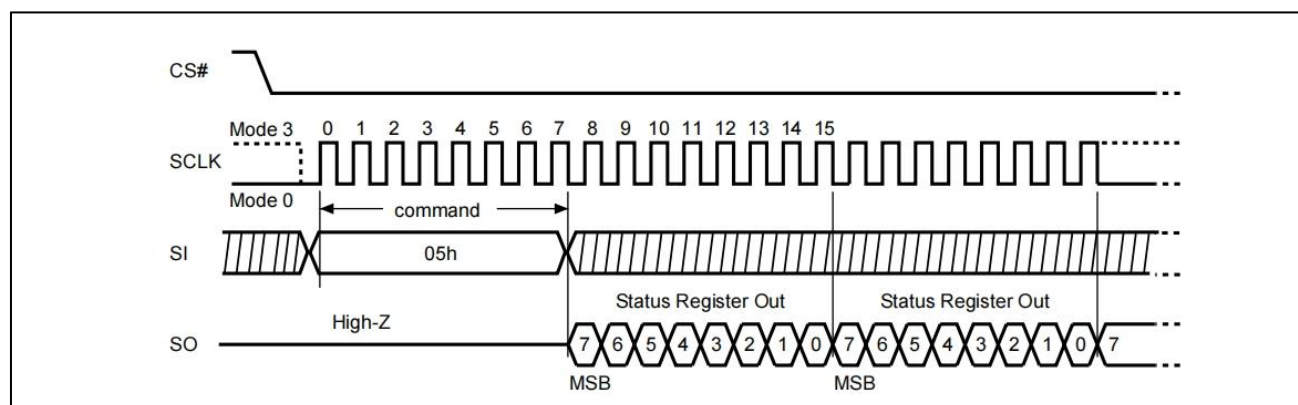 CS#
Mode 3 0 1 2 3 4 5 6 7 8 9 10 11 12 13 14 15
SCLK
Mode 0
command
SI 05h
Status Register Out Status Register Out
High-Z
SO 7 6 5 4 3 2 1 0 7 6 5 4 3 2 1 0 7
MSB MSB